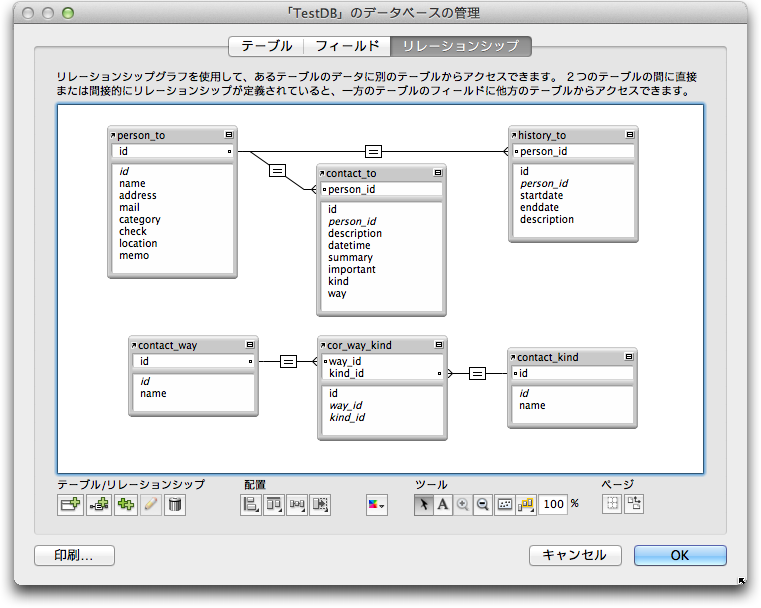 「TestDB」のデータベースの管理
テーブル フィールド リレーションシップ
リレーションシップグラフを使用して、あるテーブルのデータに別のテーブルからアクセスできます。 2つのテーブルの間に直接
または間接的にリレーションシップが定義されていると、一方のテーブルのフィールドに他方のテーブルからアクセスできます。
person_to
id
id
name
address
mail
category
check
location
memo
contact_to
person_id
id
person_id
description
datetime
summary
important
kind
way
history_to
person_id
id
person_id
startdate
enddate
description
contact_way
id
id
name
cor_way_kind
way_id
kind_id
id
way_id
kind_id
contact_kind
id
id
name
テーブル/リレーションシップ 配置 ツール ページ
A 100 %
印刷... キャンセル OK